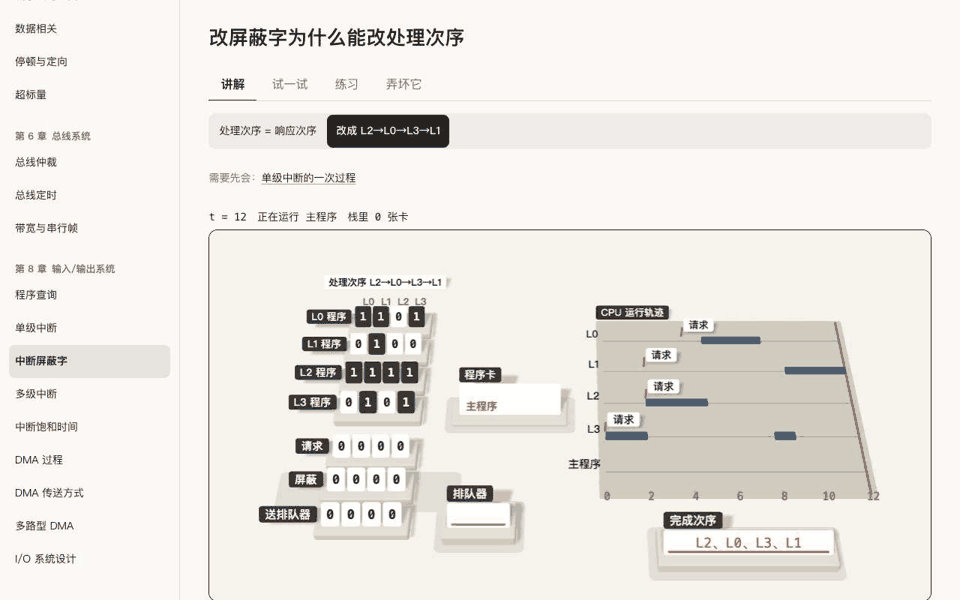 数据相关
停顿与定向
超标量
第 6 章 总线系统
总线仲裁
总线定时
带宽与串行帧
第 8 章 输入/输出系统
程序查询
单级中断
中断屏蔽字
多级中断
中断饱和时间
DMA 过程
DMA 传送方式
多路型 DMA
I/O 系统设计
改屏蔽字为什么能改处理次序
讲解 试一试 练习 弄坏它
处理次序 = 响应次序 改成 L2→L0→L3→L1
需要先会: 单级中断的一次过程
t = 12 正在运行 主程序 栈里 0 张卡
处理次序 L2→L0→L3→L1
L0 L1 L2 L3
L0 程序 1 1 0 1
L1 程序 0 1 0 0
L2 程序 1 1 1 1
L3 程序 0 1 0 1
请求 0 0 0 0
屏蔽 0 0 0 0
送排队器 0 0 0 0
程序卡
主程序
排队器
CPU 运行轨迹
L0 请求
L1 请求
L2 请求
L3 请求
主程序
0 2 4 6 8 10 12
完成次序
L2、L0、L3、L1